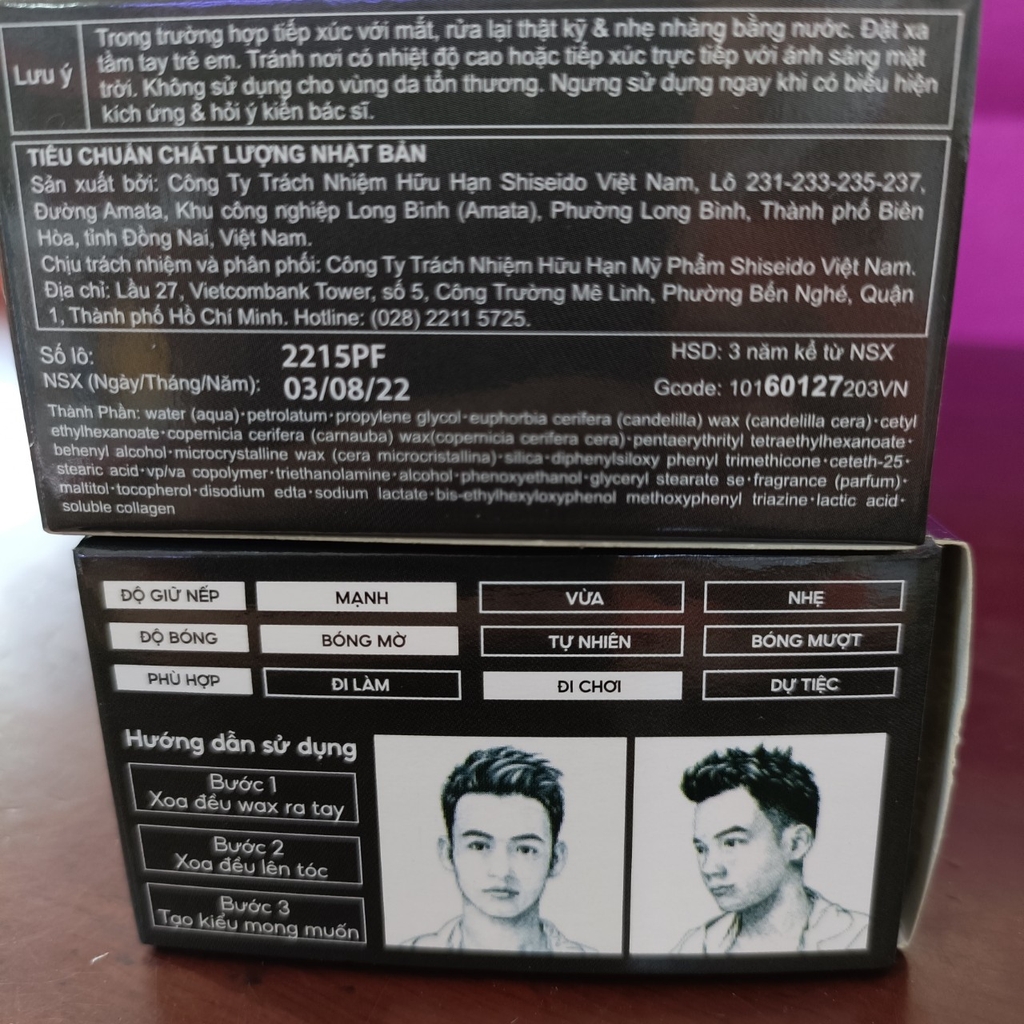 Lưu ý
Trong trường hợp tiếp xúc với mắt, rửa lại thật kỹ & nhẹ nhàng bằng nước. Đặt xa
tầm tay trẻ em. Tránh nơi có nhiệt độ cao hoặc tiếp xúc trực tiếp với ánh sáng mặt
trời. Không sử dụng cho vùng da tổn thương. Ngưng sử dụng ngay khi có biểu hiện
kích ứng & hỏi ý kiến bác sĩ.
TIÊU CHUẨN CHẤT LƯỢNG NHẬT BẢN
Sản xuất bởi: Công Ty Trách Nhiệm Hữu Hạn Shiseido Việt Nam, Lô 231-233-235-237,
Đường Amata, Khu công nghiệp Long Bình (Amata), Phường Long Bình, Thành phố Biên
Hòa, tỉnh Đồng Nai, Việt Nam.
Chịu trách nhiệm và phân phối: Công Ty Trách Nhiệm Hữu Hạn Mỹ Phẩm Shiseido Việt Nam.
Địa chỉ: Lầu 27, Vietcombank Tower, số 5, Công Trường Mê Linh, Phường Bến Nghé, Quận
1, Thành phố Hồ Chí Minh. Hotline: (028) 2211 5725.
Số lô: 2215PF HSD: 3 năm kể từ NSX
NSX (Ngày/Tháng/Năm): 03/08/22 Gcode: 10160127203VN
Thành Phần: water (aqua)·petrolatum·propylene glycol·euphorbia cerifera (candelilla) wax (candelilla cera)·cetyl
ethylhexanoate·copernicia cerifera (carnauba) wax(copernicia cerifera cera)·pentaerythrityl tetraethylhexanoate·
behenyl alcohol·microcrystalline wax (cera microcristallina)·silica·diphenylsiloxy phenyl trimethicone·ceteth-25·
stearic acid·vp/va copolymer·triethanolamine·alcohol·phenoxyethanol·glyceryl stearate se·fragrance (parfum)·
maltitol·tocopherol·disodium edta·sodium lactate·bis-ethylhexyloxyphenol methoxyphenyl triazine·lactic acid·
soluble collagen
ĐỘ GIỮ NẾP MẠNH VỪA NHẸ
ĐỘ BÓNG BÓNG MỜ TỰ NHIÊN BÓNG MƯỢT
PHÙ HỢP ĐI LÀM ĐI CHƠI DỰ TIỆC
Hướng dẫn sử dụng
Bước 1
Xoa đều wax ra tay
Bước 2
Xoa đều lên tóc
Bước 3
Tạo kiểu mong muốn